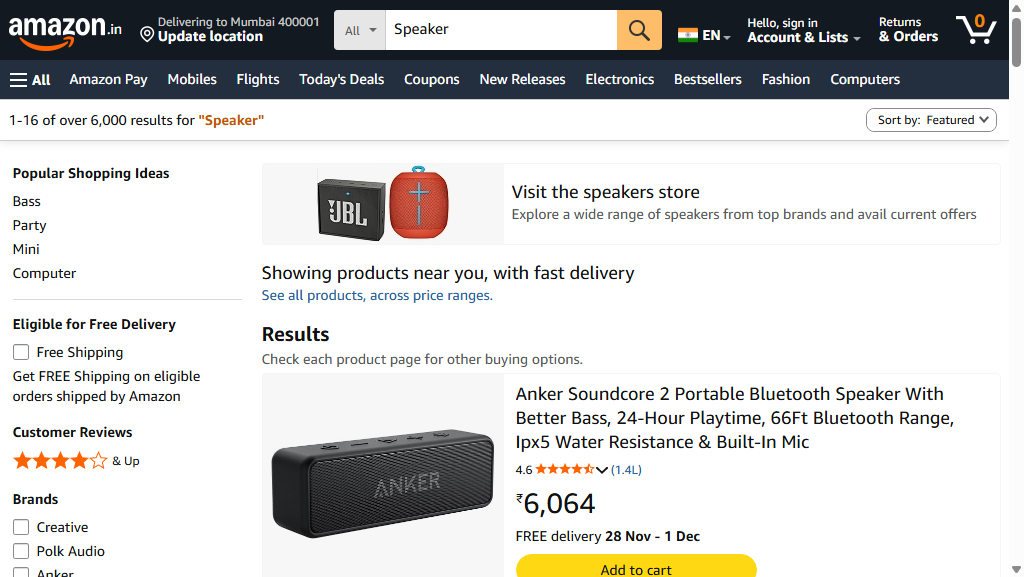 amazon.in
Delivering to Mumbai 400001
Update location
All
Speaker
EN
Hello, sign in
Account & Lists
Returns
& Orders
0
All
Amazon Pay
Mobiles
Flights
Today's Deals
Coupons
New Releases
Electronics
Bestsellers
Fashion
Computers
1-16 of over 6,000 results for "Speaker"
Sort by: Featured
Popular Shopping Ideas
Bass
Party
Mini
Computer
Eligible for Free Delivery
Free Shipping
Get FREE Shipping on eligible
orders shipped by Amazon
Customer Reviews
& Up
Brands
Creative
Polk Audio
Anker
JBL
Visit the speakers store
Explore a wide range of speakers from top brands and avail current offers
Showing products near you, with fast delivery
See all products, across price ranges.
Results
Check each product page for other buying options.
ANKER
Anker Soundcore 2 Portable Bluetooth Speaker With
Better Bass, 24-Hour Playtime, 66Ft Bluetooth Range,
Ipx5 Water Resistance & Built-In Mic
4.6 (1.4L)
₹6,064
FREE delivery 28 Nov - 1 Dec
Add to cart